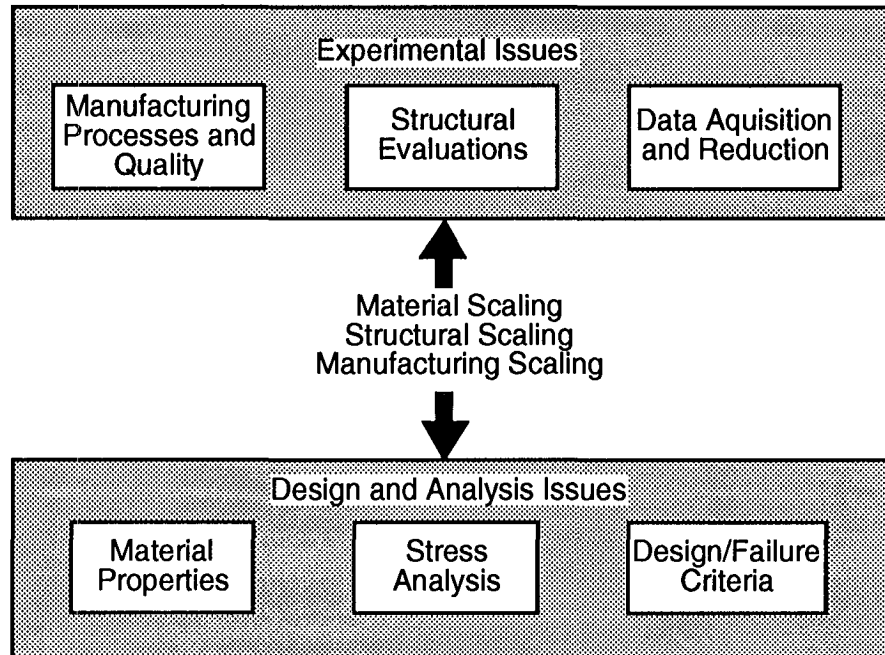 Experimental Issues
Manufacturing
Processes and
Quality
Structural
Evaluations
Data Aquisition
and Reduction
Material Scaling
Structural Scaling
Manufacturing Scaling
Design and Analysis Issues
Material
Properties
Stress
Analysis
Design/Failure
Criteria